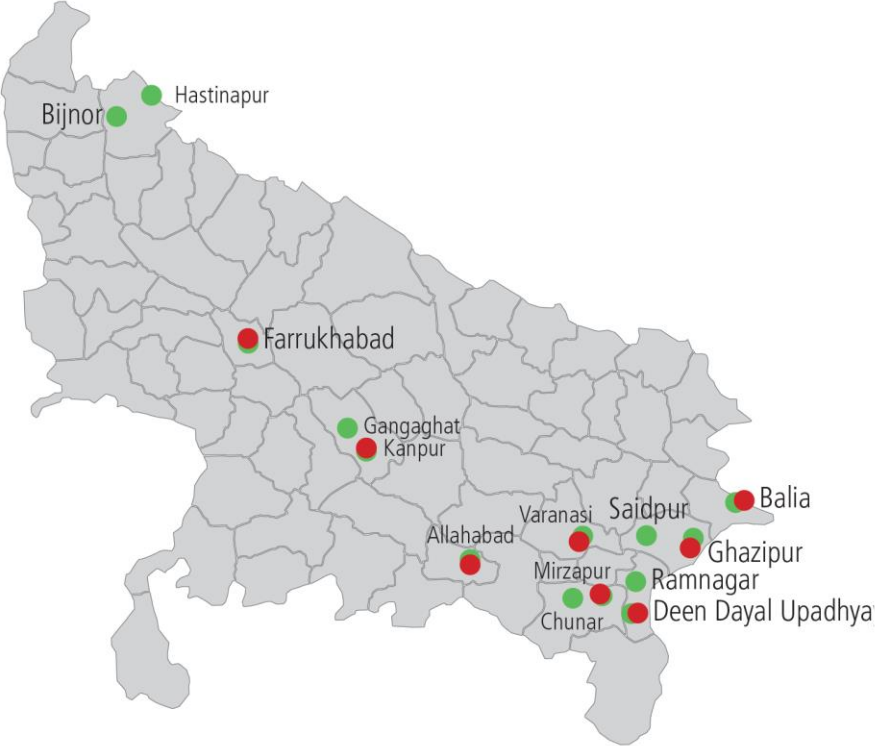 Hastinapur
Bijnor
Farrukhabad
Gangaghat
Kanpur
Balia
Saidpur
Varanasi
Allahabad
Ghazipur
Mirzapur
Ramnagar
Deen Dayal Upadhya
Chunar